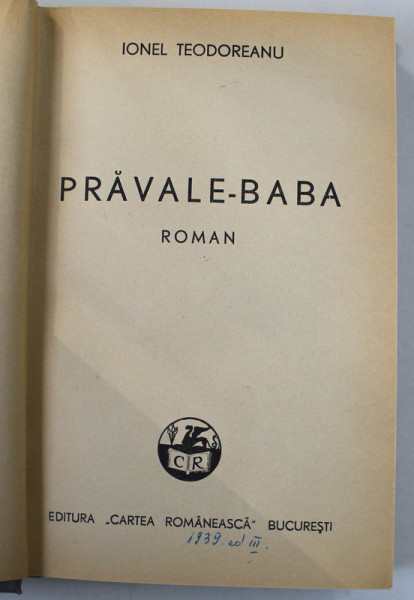 IONEL TEODOREANU
PRĂVALE-BABA
ROMAN
CR
EDITURA „CARTEA ROMÂNEASCĂ" BUCUREȘTI
1939. ed III.